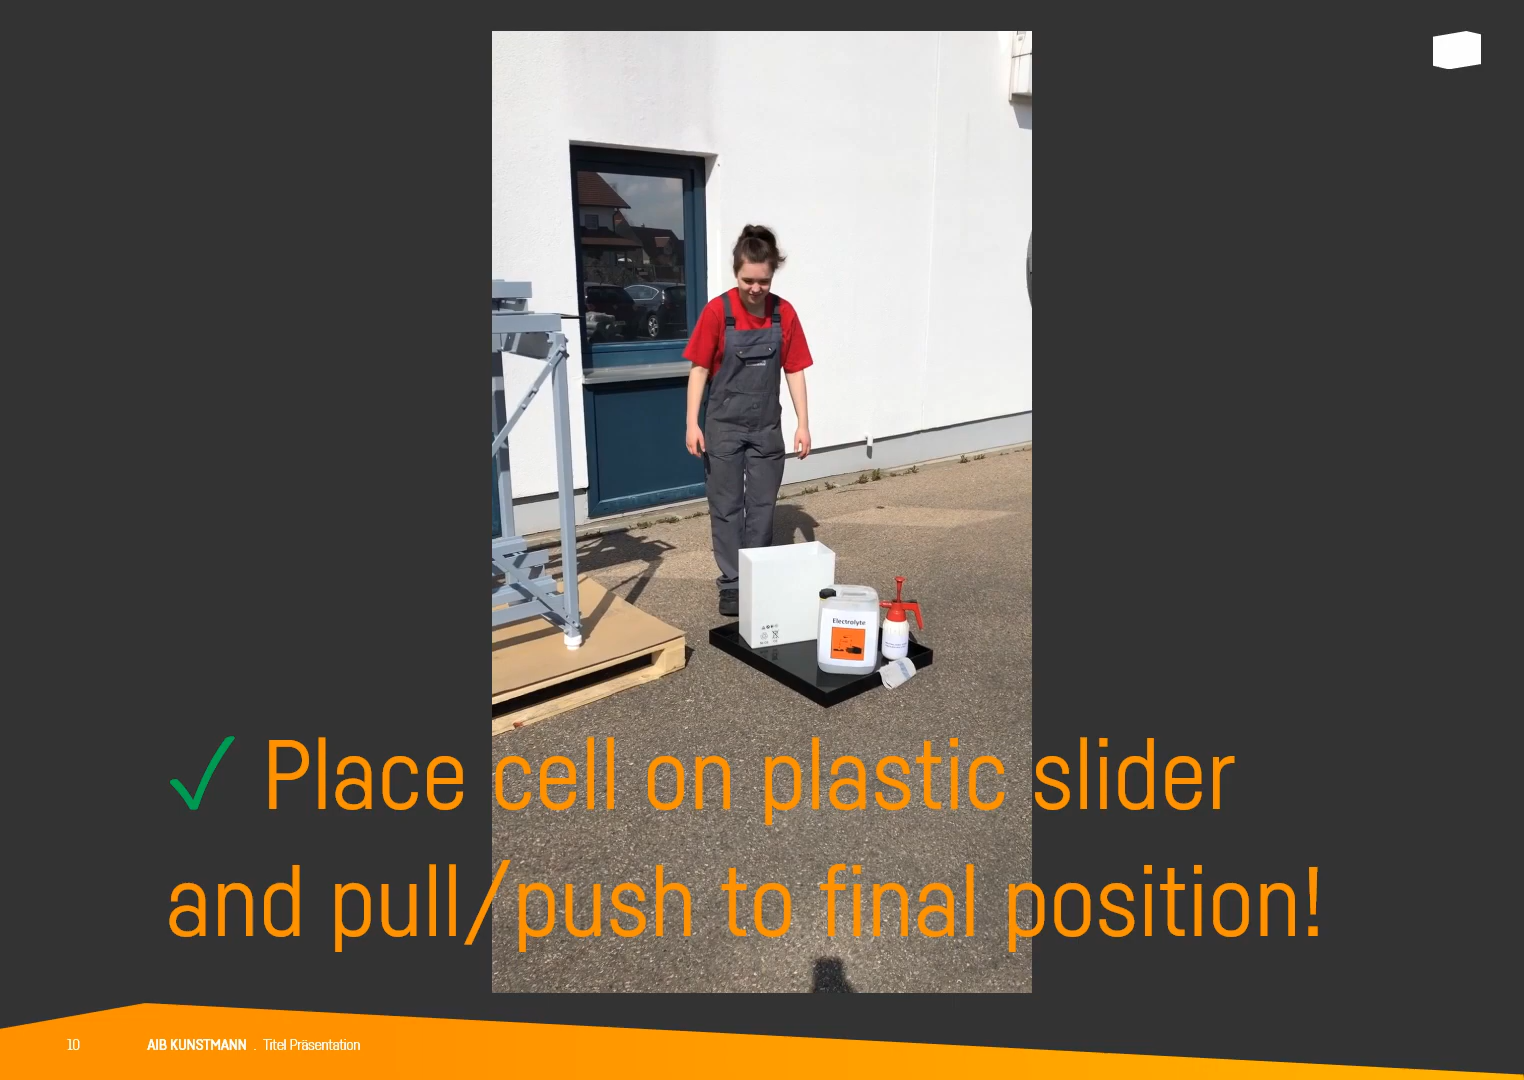 Electrolyte
✓ Place cell on plastic slider
and pull/push to final position!
10 AIB KUNSTMANN . Titel Präsentation